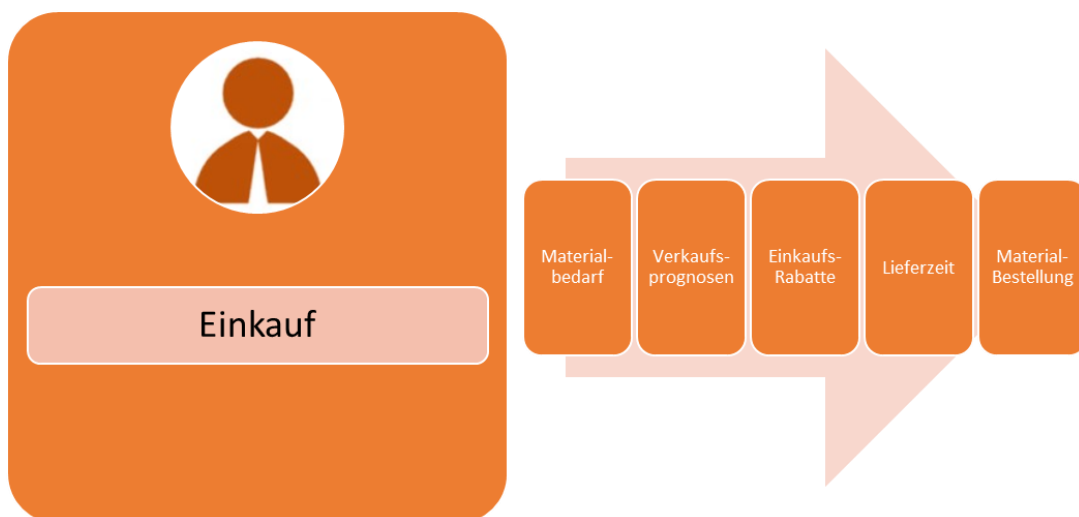 Einkauf
Material-
bedarf
Verkaufs-
prognosen
Einkaufs-
Rabatte
Lieferzeit
Material-
Bestellung